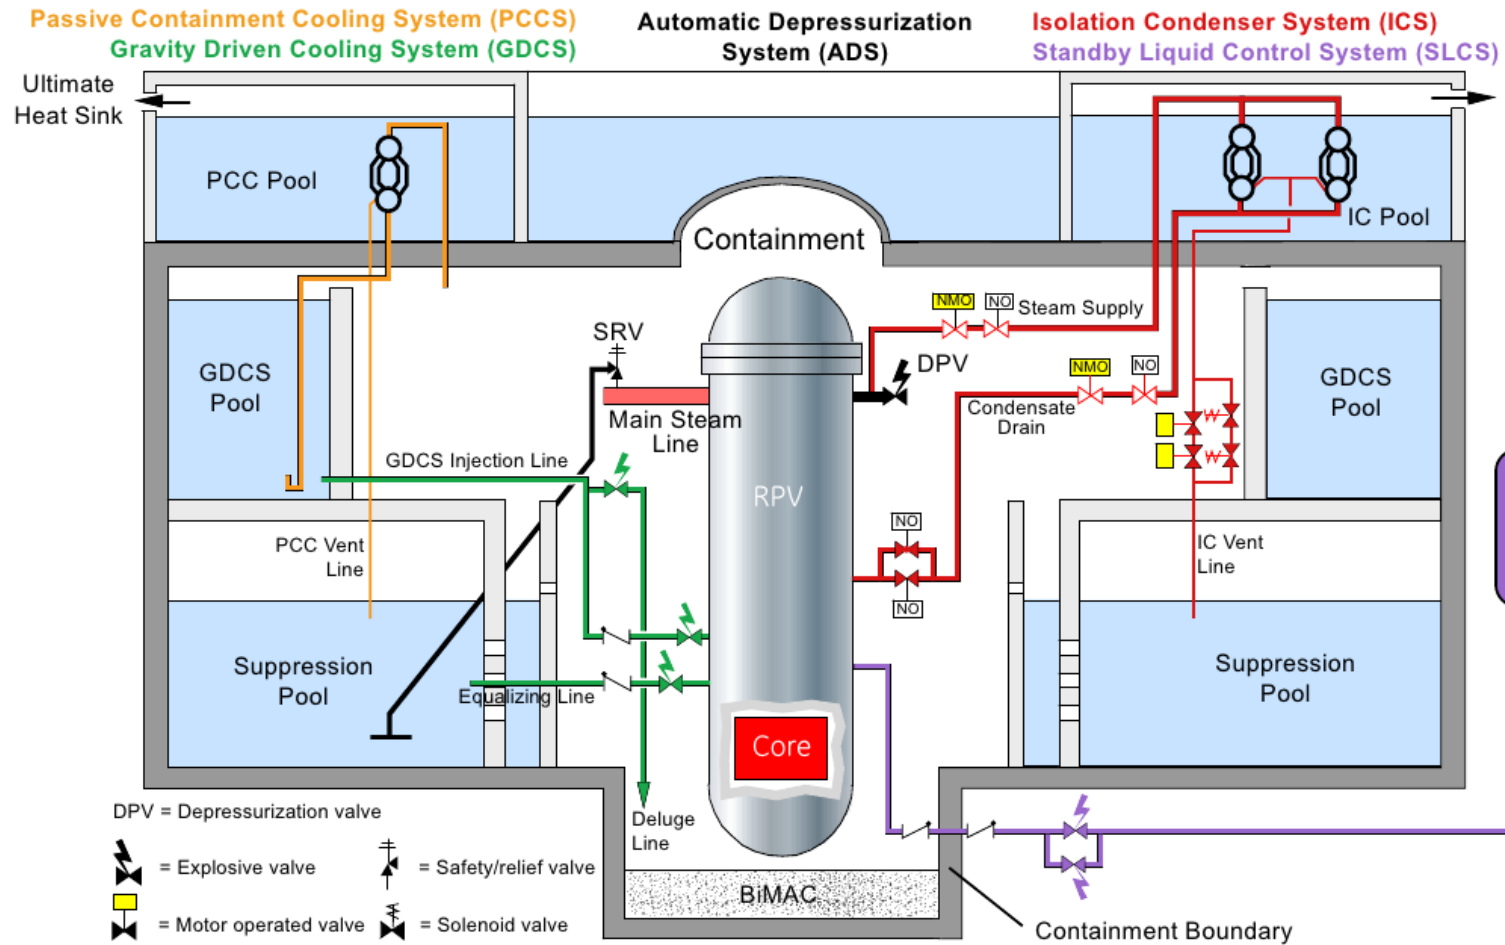 Passive Containment Cooling System (PCCS)
Gravity Driven Cooling System (GDCS)
Automatic Depressurization
System (ADS)
Isolation Condenser System (ICS)
Standby Liquid Control System (SLCS)
Ultimate
Heat Sink
PCC Pool
IC Pool
Containment
NMO
NO
Steam Supply
SRV
DPV
GDCS
Pool
GDCS
Pool
NMO
NO
Main Steam
Line
Condensate
Drain
GDCS Injection Line
RPV
NO
PCC Vent
Line
IC Vent
Line
NO
Suppression
Pool
Suppression
Pool
Equalizing Line
Core
DPV = Depressurization valve
Deluge
Line
= Explosive valve
= Safety/relief valve
BiMAC
= Motor operated valve
= Solenoid valve
Containment Boundary